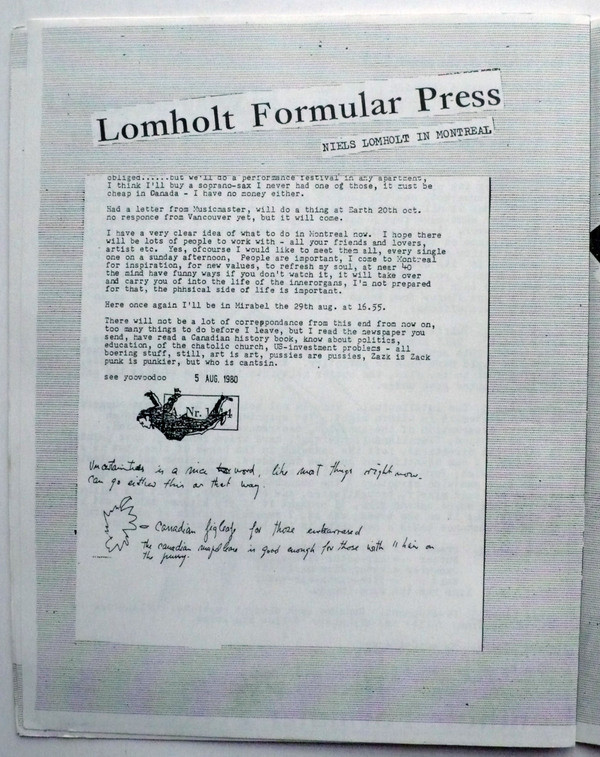 Lomholt Formular Press
NIELS LOMHOLT IN MONTREAL
obliged......but we'll do a performance festival in any apartment,
I think I'll buy a soprano-sax I never had one of those, it must be
cheap in Canada - I have no money either.
Had a letter from Musicmaster, will do a thing at Earth 20th oct.
no responce from Vancouver yet, but it will come.
I have a very clear idea of what to do in Montreal now. I hope there
will be lots of people to work with - all your friends and lovers,
artist etc. Yes, ofcourse I would like to meet them all, every single
one on a sunday afternoon, People are important, I come to Montreal
for inspiration, for new values, to refresh my soul, at near 40
the mind have funny ways if you don't watch it, it will take over
and carry you of into the life of the innerorgans, I'm not prepared
for that, the phhsical side of life is important.
Here once again I'll be in Mirabel the 29th aug. at 16.55.
There will not be a lot of correspondance from this end from now on,
too many things to do before I leave, but I read the newspaper you
send, have read a Canadian history book, know about politics,
education, of the chatolic church, US-investment problems - all
boering stuff, still, art is art, pussies are pussies, Zazk is Zack
punk is punkier, but who is cantsin.
see yoovoodoo 5 AUG. 1980
Nr. 1 4
is a nice word, like most things right now.
Can go either this or that way.
= Canadian figleaf for those embarrassed
the canadian maple leave is good enough for those with "hair on
the